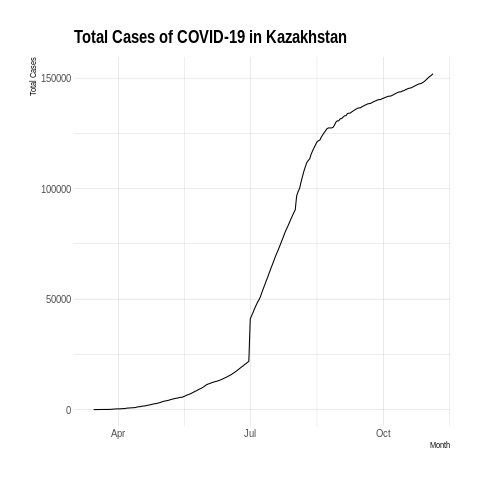 Total Cases of COVID-19 in Kazakhstan
Total Cases
150000
100000
50000
0
Apr Jul Oct
Month